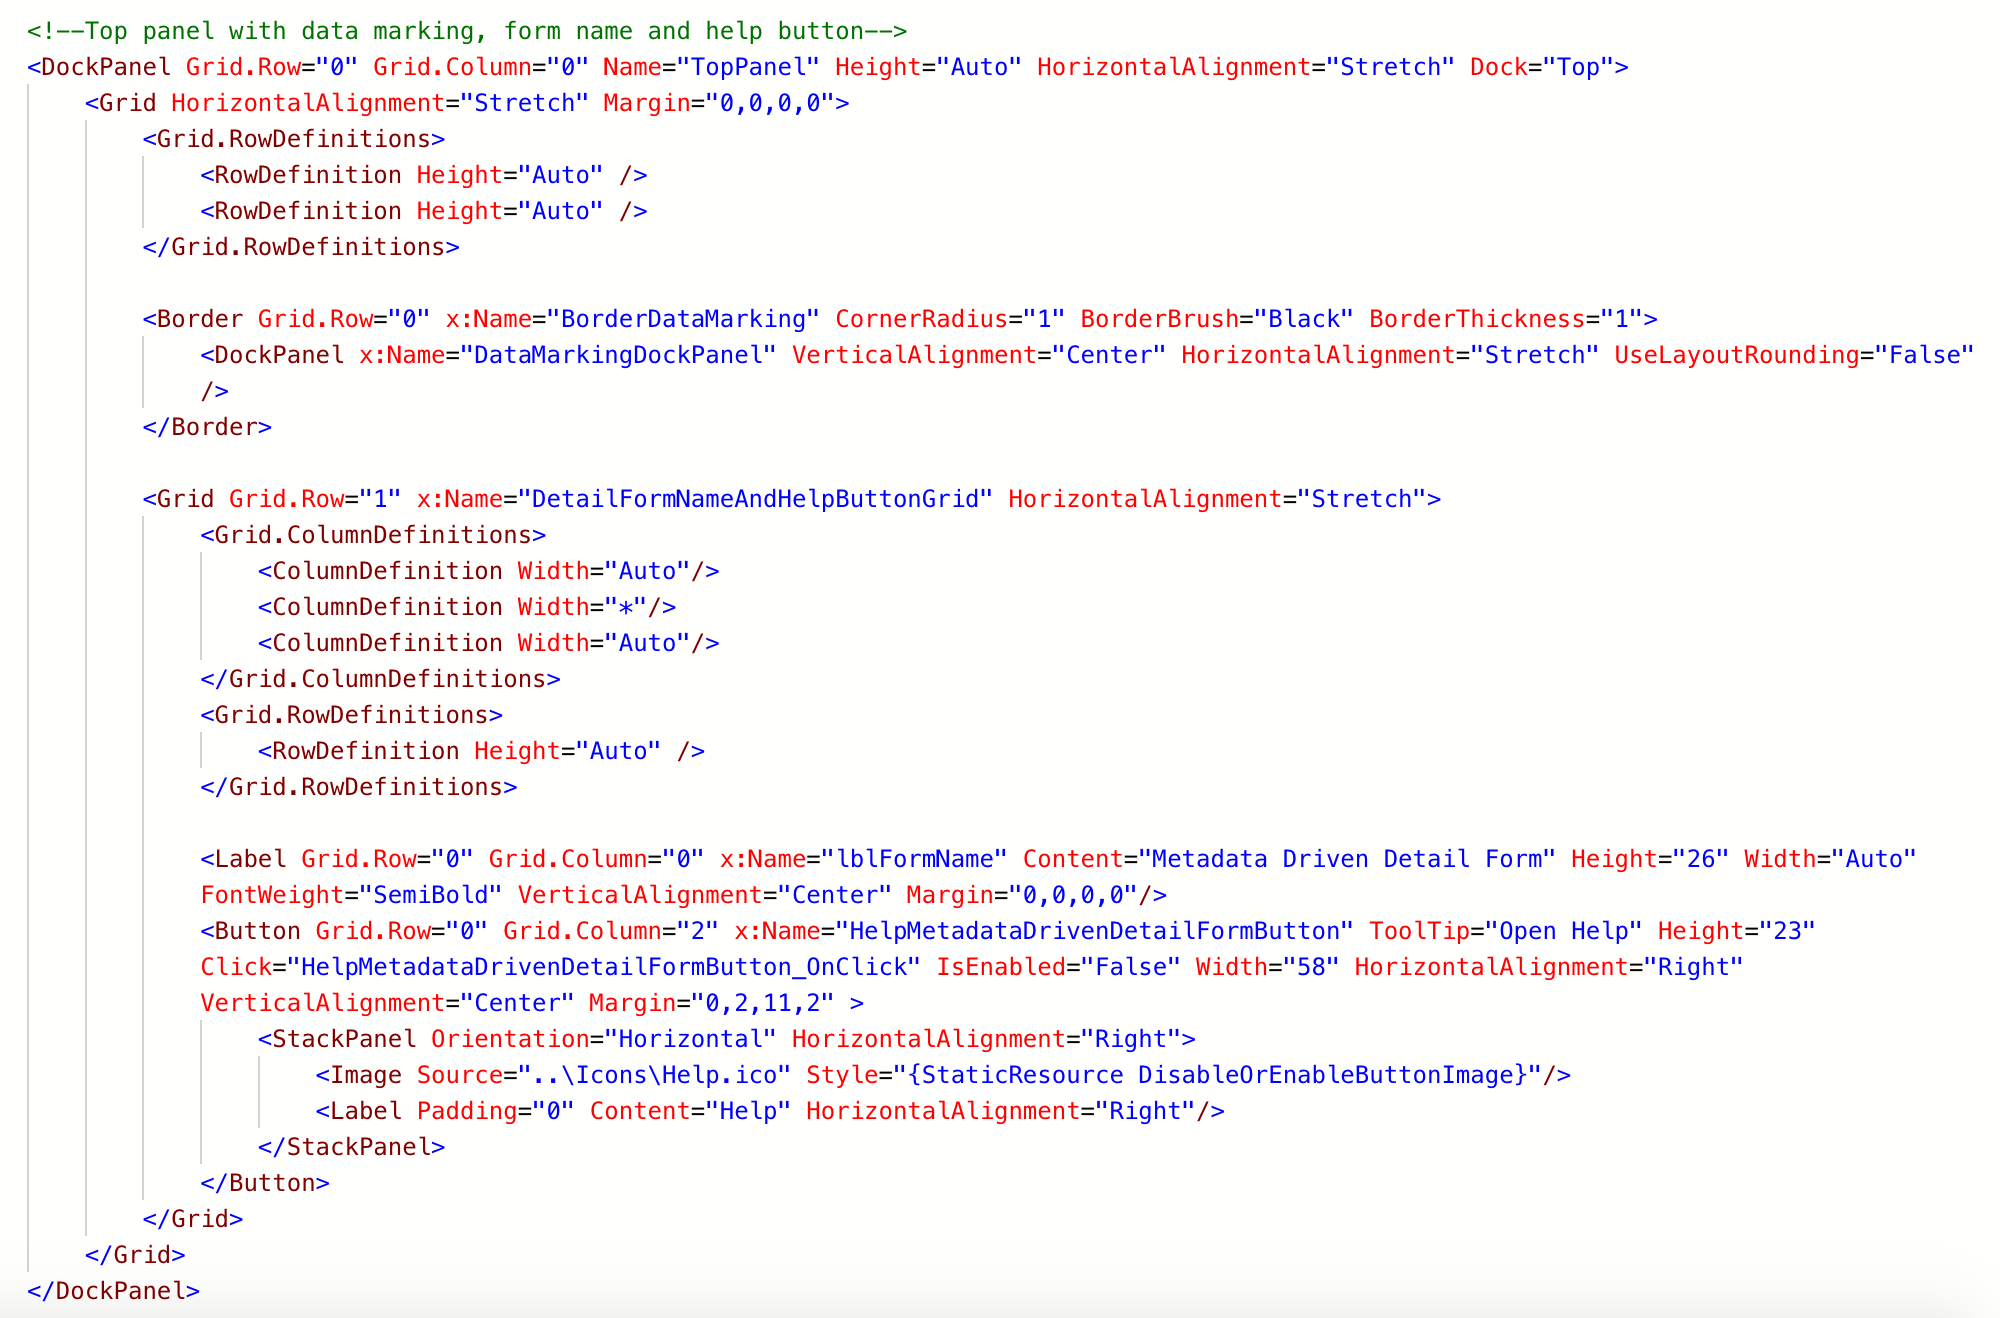 <!--Top panel with data marking, form name and help button-->
<DockPanel Grid.Row="0" Grid.Column="0" Name="TopPanel" Height="Auto" HorizontalAlignment="Stretch" Dock="Top">
<Grid HorizontalAlignment="Stretch" Margin="0,0,0,0">
<Grid.RowDefinitions>
<RowDefinition Height="Auto" />
<RowDefinition Height="Auto" />
</Grid.RowDefinitions>
<Border Grid.Row="0" x:Name="BorderDataMarking" CornerRadius="1" BorderBrush="Black" BorderThickness="1">
<DockPanel x:Name="DataMarkingDockPanel" VerticalAlignment="Center" HorizontalAlignment="Stretch" UseLayoutRounding="False"
/>
</Border>
<Grid Grid.Row="1" x:Name="DetailFormNameAndHelpButtonGrid" HorizontalAlignment="Stretch">
<Grid.ColumnDefinitions>
<ColumnDefinition Width="Auto"/>
<ColumnDefinition Width="*"/>
<ColumnDefinition Width="Auto"/>
</Grid.ColumnDefinitions>
<Grid.RowDefinitions>
<RowDefinition Height="Auto" />
</Grid.RowDefinitions>
<Label Grid.Row="0" Grid.Column="0" x:Name="lblFormName" Content="Metadata Driven Detail Form" Height="26" Width="Auto"
FontWeight="SemiBold" VerticalAlignment="Center" Margin="0,0,0,0"/>
<Button Grid.Row="0" Grid.Column="2" x:Name="HelpMetadataDrivenDetailFormButton" ToolTip="Open Help" Height="23"
Click="HelpMetadataDrivenDetailFormButton_OnClick" IsEnabled="False" Width="58" HorizontalAlignment="Right"
VerticalAlignment="Center" Margin="0,2,11,2" >
<StackPanel Orientation="Horizontal" HorizontalAlignment="Right">
<Image Source="..\Icons\Help.ico" Style="{StaticResource DisableOrEnableButtonImage}"/>
<Label Padding="0" Content="Help" HorizontalAlignment="Right"/>
</StackPanel>
</Button>
</Grid>
</Grid>
</DockPanel>